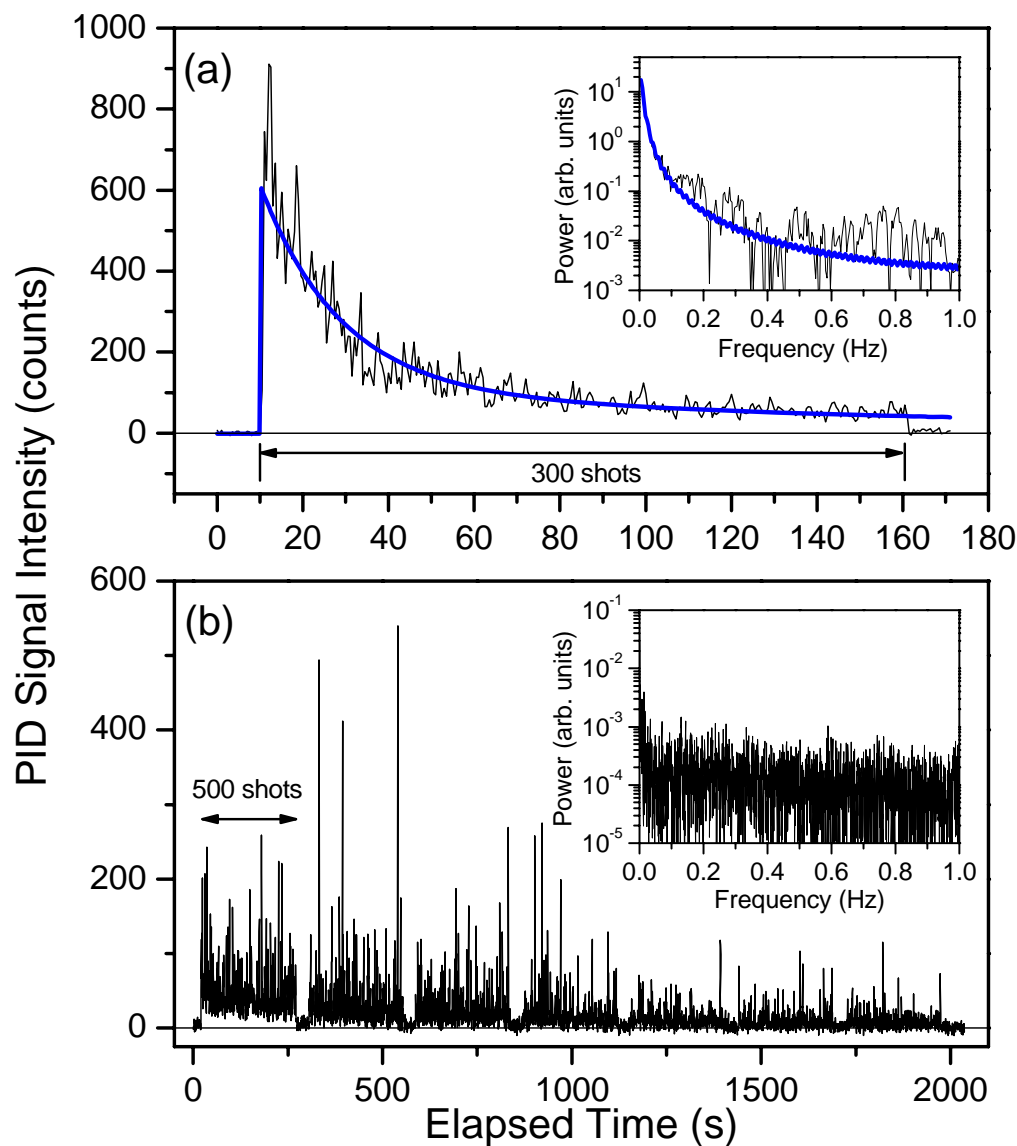 PID Signal Intensity (counts)
(a)
1000
800
600
400
200
0
0 20 40 60 80 100 120 140 160 180
300 shots
Power (arb. units)
10^1
10^0
10^-1
10^-2
10^-3
0.0 0.2 0.4 0.6 0.8 1.0
Frequency (Hz)
(b)
600
400
200
0
500 shots
Power (arb. units)
10^-1
10^-2
10^-3
10^-4
10^-5
0.0 0.2 0.4 0.6 0.8 1.0
Frequency (Hz)
0 500 1000 1500 2000
Elapsed Time (s)